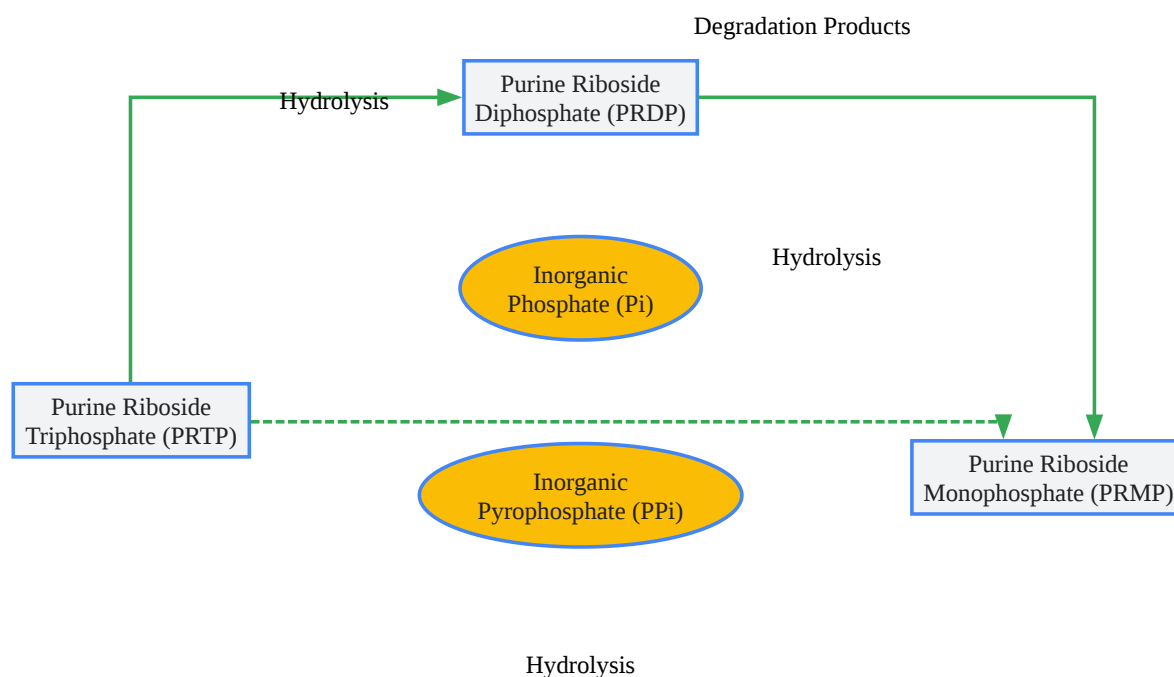 Degradation Products
Purine Riboside
Diphosphate (PRDP)
Hydrolysis
Hydrolysis
Inorganic
Phosphate (Pi)
Purine Riboside
Triphosphate (PRTP)
Inorganic
Pyrophosphate (PPi)
Purine Riboside
Monophosphate (PRMP)
Hydrolysis